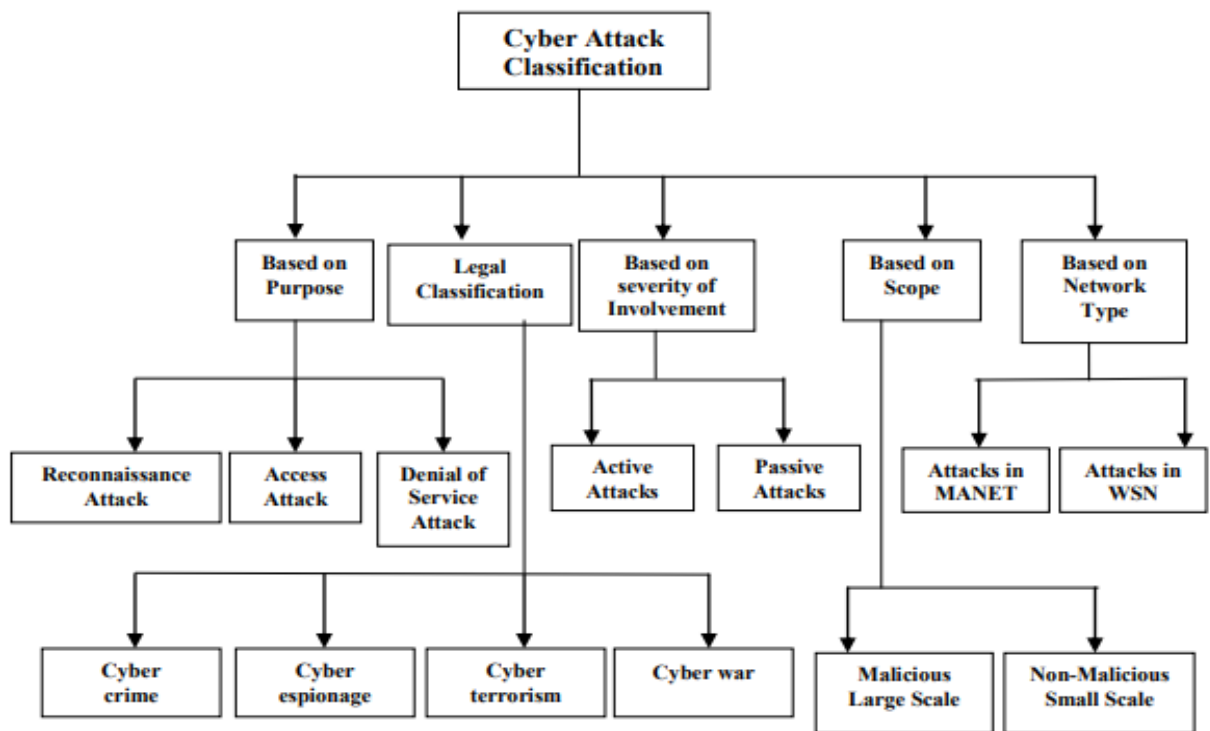 Cyber Attack
Classification
Based on
Purpose
Legal
Classification
Based on
severity of
Involvement
Based on
Scope
Based on
Network
Type
Reconnaissance
Attack
Access
Attack
Denial of
Service
Attack
Active
Attacks
Passive
Attacks
Attacks in
MANET
Attacks in
WSN
Cyber
crime
Cyber
espionage
Cyber
terrorism
Cyber war
Malicious
Large Scale
Non-Malicious
Small Scale